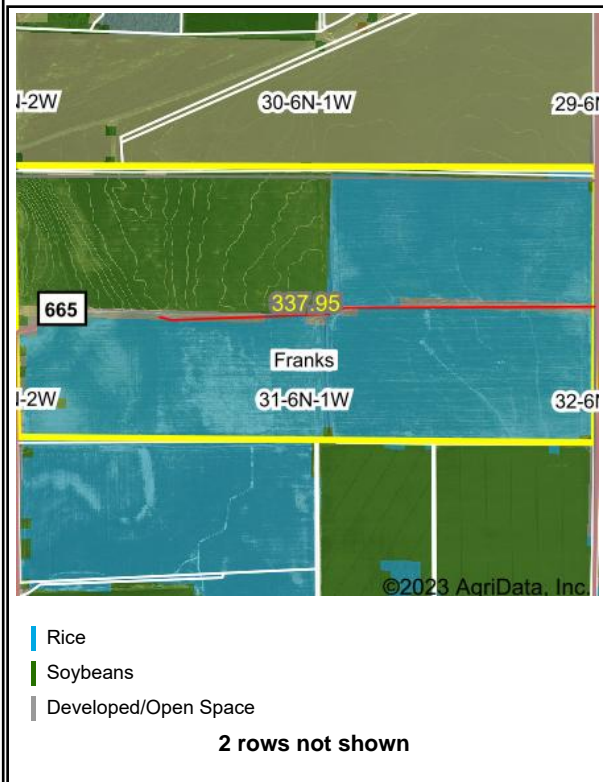 N-2W
30-6N-1W
29-6N
337.95
665
Franks
N-2W
31-6N-1W
32-6N
©2023 AgriData, Inc.
Rice
Soybeans
Developed/Open Space
2 rows not shown